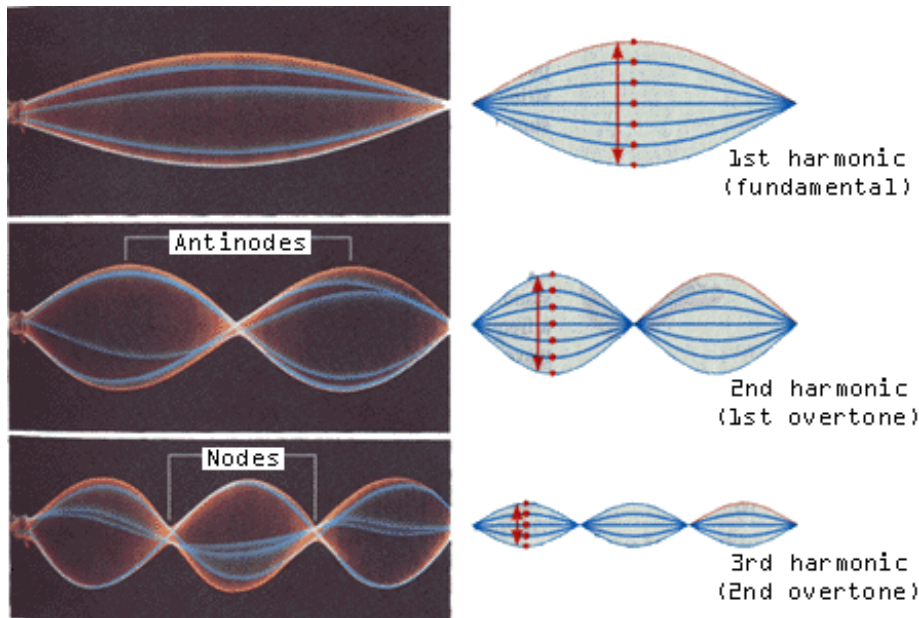 1st harmonic
(fundamental)
Antinodes
2nd harmonic
(1st overtone)
Nodes
3rd harmonic
(2nd overtone)